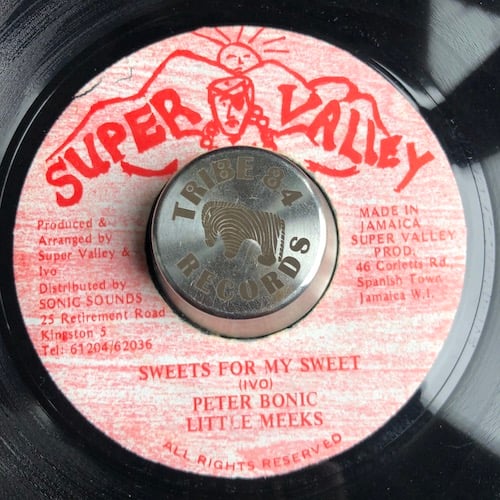 SUPER VALLEY
TRIBE 84
RECORDS
Produced &
Arranged by
Super Valley &
Ivo
Distributed by
SONIC SOUNDS
25 Retirement Road
Kingston 5
Tel: 61204/62036
MADE IN
JAMAICA
SUPER VALLEY
PROD.
46 Corletts Rd.
Spanish Town
Jamaica W.I.
SWEETS FOR MY SWEET
(IVO)
PETER BONIC
LITTLE MEEKS
ALL RIGHTS RESERVED